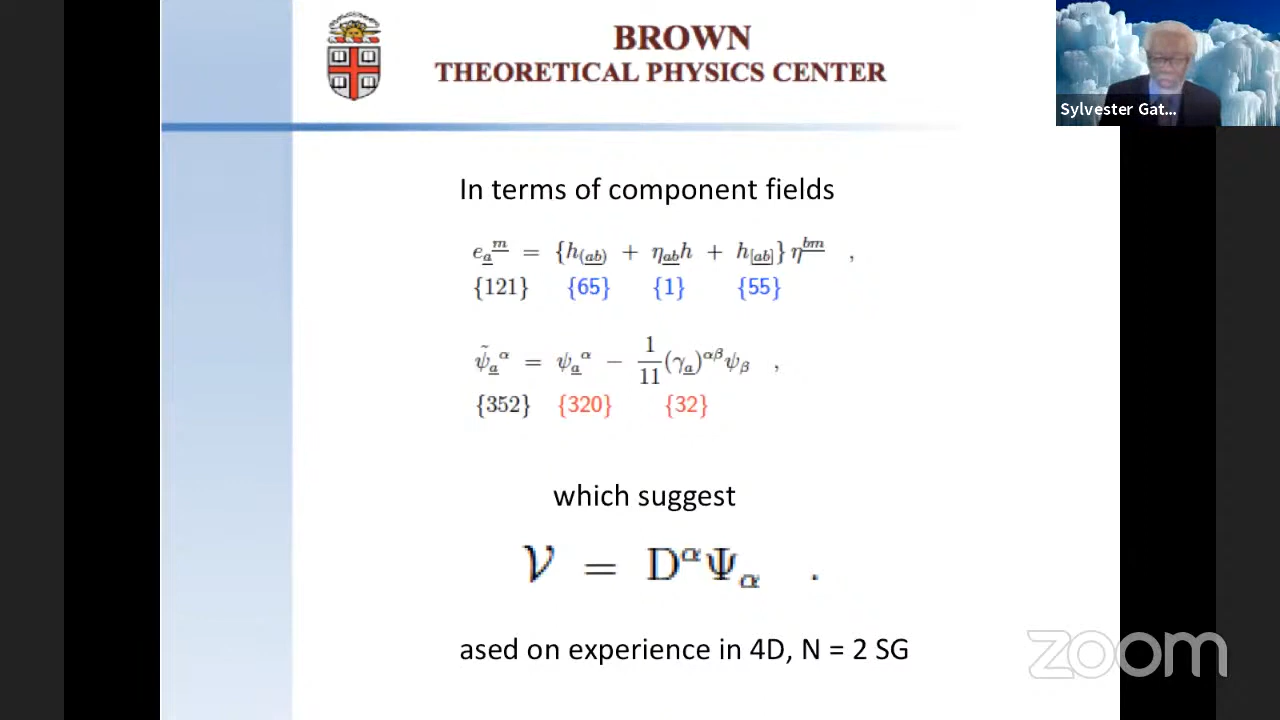 BROWN
THEORETICAL PHYSICS CENTER
Sylvester Gat...
In terms of component fields
e_a^m = {h_(ab) + η_ab h + h_[ab]} η^bm ,
{121} {65} {1} {55}
ψ̃_a^α = ψ_a^α − 1/11 (γ_a)^αβ ψ_β ,
{352} {320} {32}
which suggest
𝒱 = D^α Ψ_α .
ased on experience in 4D, N = 2 SG
zoom